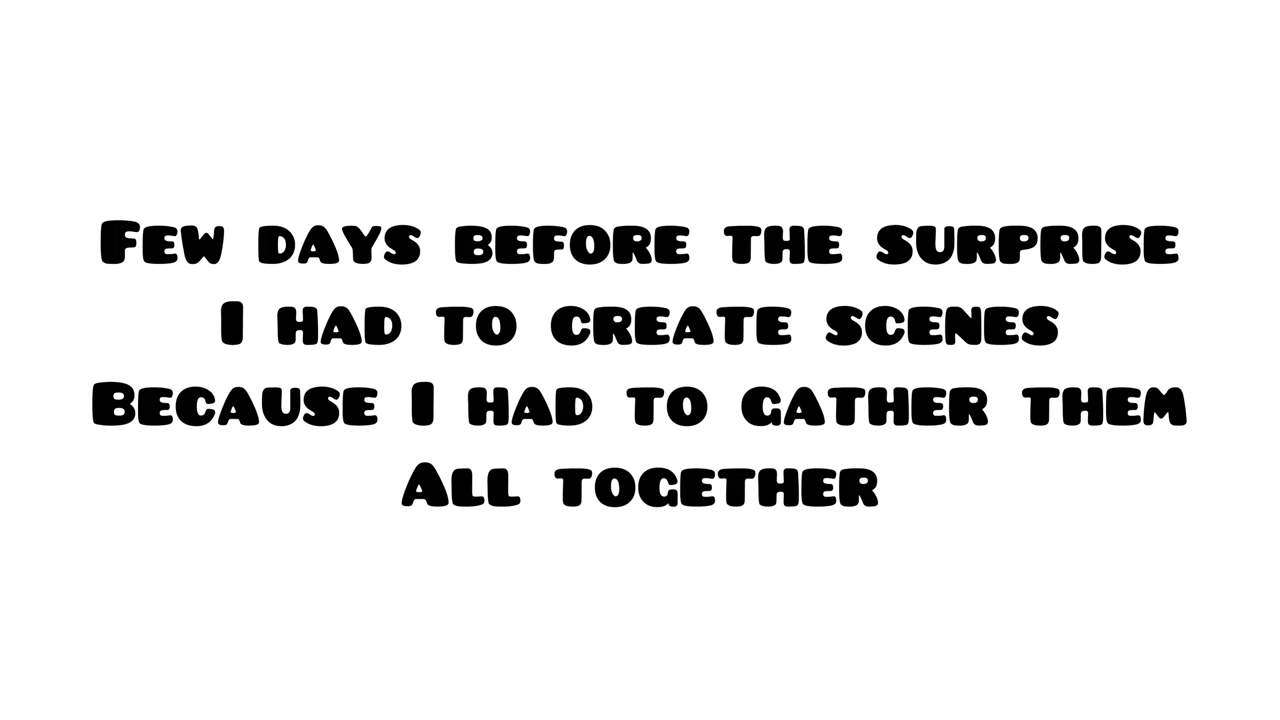 Few days before the surprise
I had to create scenes
Because I had to gather them
All together